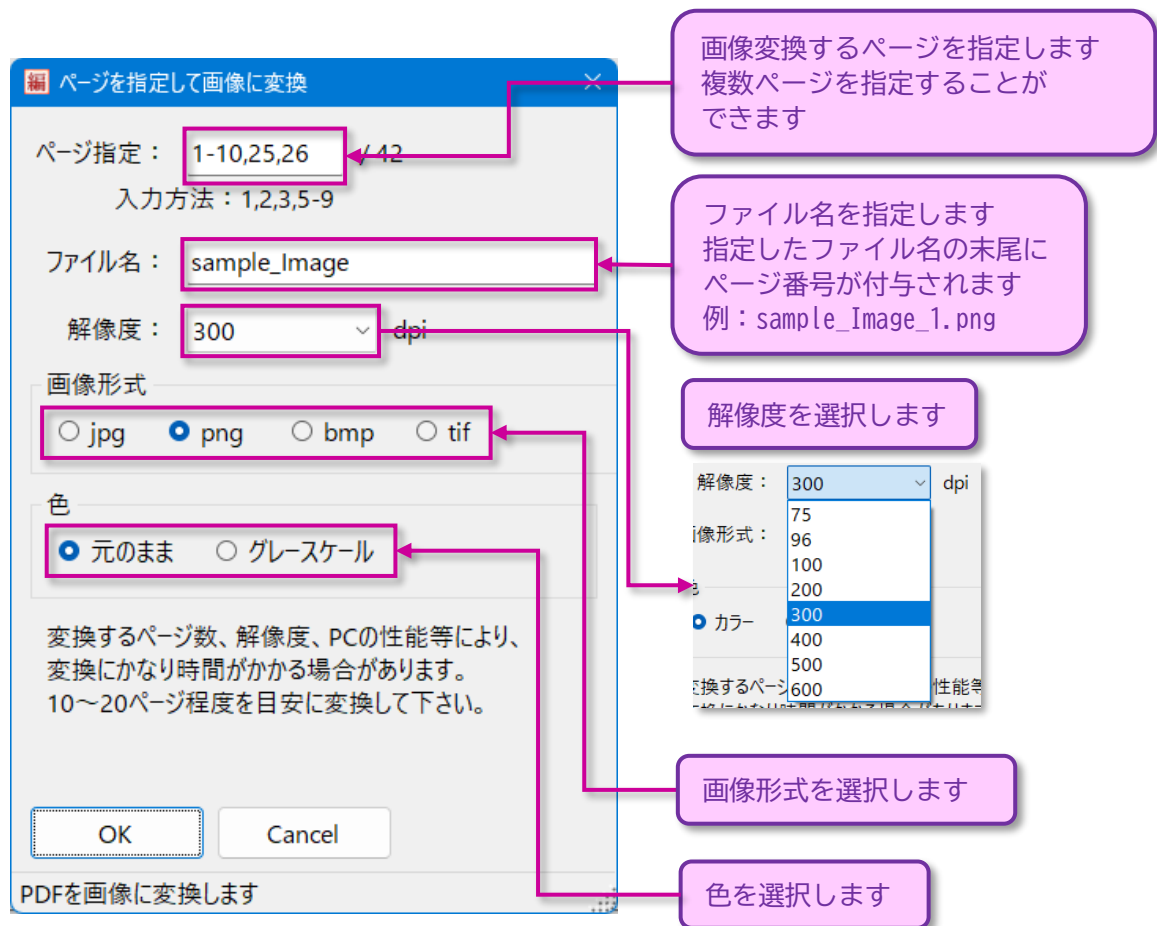 編 ページを指定して画像に変換
ページ指定： 1-10,25,26 / 42
入力方法：1,2,3,5-9
ファイル名： sample_Image
解像度： 300 dpi
画像形式
jpg png bmp tif
色
元のまま グレースケール
変換するページ数、解像度、PCの性能等により、
変換にかなり時間がかかる場合があります。
10～20ページ程度を目安に変換して下さい。
OK Cancel
PDFを画像に変換します
画像変換するページを指定します
複数ページを指定することが
できます
ファイル名を指定します
指定したファイル名の末尾に
ページ番号が付与されます
例：sample_Image_1.png
解像度を選択します
解像度： 300 dpi
75
像形式： 96
100
200
カラー 300
400
500
換するペー 600 性能等
画像形式を選択します
色を選択します